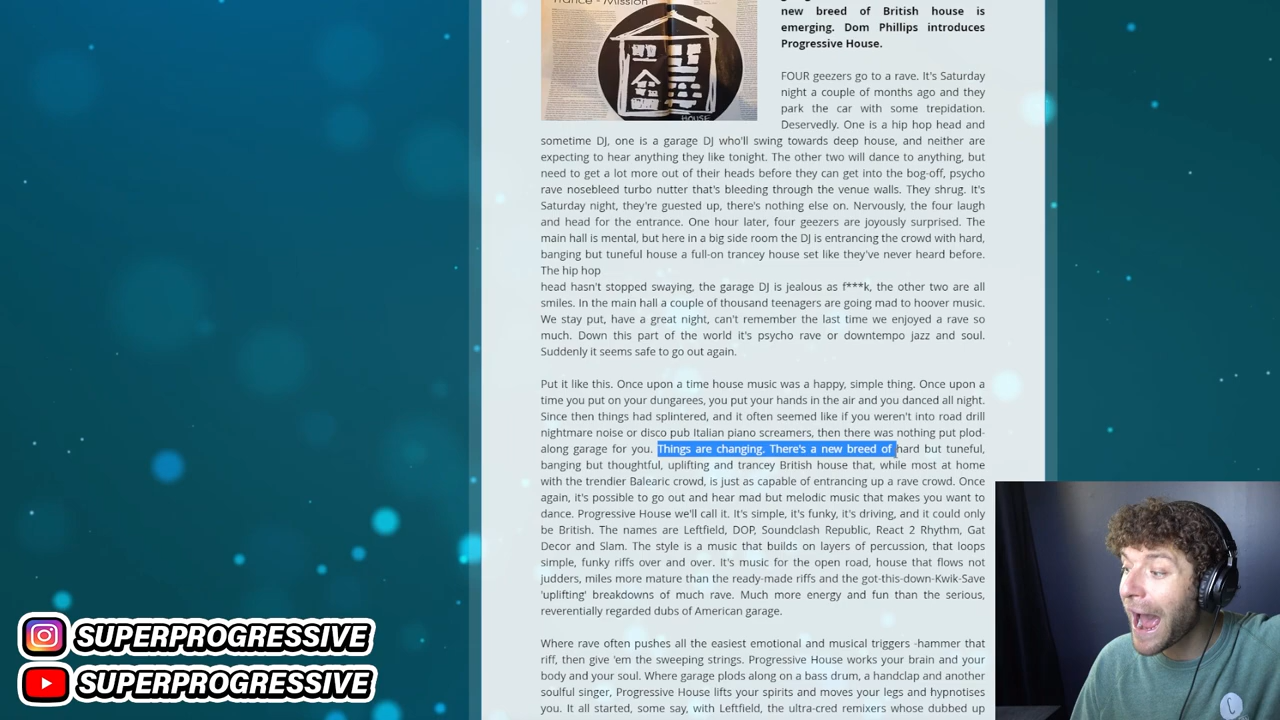 Trance - Mission
HOUSE
new breed of British house is
emerging. Dom Phillips introduces
Progressive House.
FOUR geezers go to a rave. It's Saturday
night a couple of months ago and they
park the car with some trepidation.
Deservedly. One is a hip hop head and
sometime DJ, one is a garage DJ who'll swing towards deep house, and neither are
expecting to hear anything they like tonight. The other two will dance to anything, but
need to get a lot more out of their heads before they can get into the bog-off, psycho
rave nosebleed turbo nutter that's bleeding through the venue walls. They shrug. It's
Saturday night, they're guested up, there's nothing else on. Nervously, the four laugh
and head for the entrance. One hour later, four geezers are joyously surprised. The
main hall is mental, but here in a big side room the DJ is entrancing the crowd with hard,
banging but tuneful house a full-on trancey house set like they've never heard before.
The hip hop
head hasn't stopped swaying, the garage DJ is jealous as f***k, the other two are all
smiles. In the main hall a couple of thousand teenagers are going mad to hoover music.
We stay put, have a great night, can't remember the last time we enjoyed a rave so
much. Down this part of the world it's psycho rave or downtempo jazz and soul.
Suddenly it seems safe to go out again.
Put it like this. Once upon a time house music was a happy, simple thing. Once upon a
time you put on your dungarees, you put your hands in the air and you danced all night.
Since then things had splintered, and it often seemed like if you weren't into road drill
nightmare noise or disco pub Italian piano screamers, then there was nothing put plod-
along garage for you. Things are changing. There's a new breed of hard but tuneful,
banging but thoughtful, uplifting and trancey British house that, while most at home
with the trendier Balearic crowd, is just as capable of entrancing up a rave crowd. Once
again, it's possible to go out and hear mad but melodic music that makes you want to
dance. Progressive House we'll call it. It's simple, it's funky, it's driving, and it could only
be British. The names are Leftfield, DOP, Soundclash Republic, React 2 Rhythm, Gat
Decor and Slam. The style is a music that builds on layers of percussion, that loops
simple, funky riffs over and over. It's music for the open road, house that flows not
judders, miles more mature than the ready-made riffs and the got-this-down-Kwik-Save
'uplifting' breakdowns of much rave. Much more energy and fun than the serious,
reverentially regarded dubs of American garage.
Where rave often pushes all the easiest emotional and musical triggers -hammer that
riff, then give 'em the sweeping strings. Progressive House works your brain and your
body and your soul. Where garage plods along on a bass drum a handclap and another
soulful singer, Progressive House lifts your spirits and moves your legs and hypnotises
you. It all started, some say, with Leftfield, the ultra-cred remixers whose dubbed up
SUPERPROGRESSIVE
SUPERPROGRESSIVE